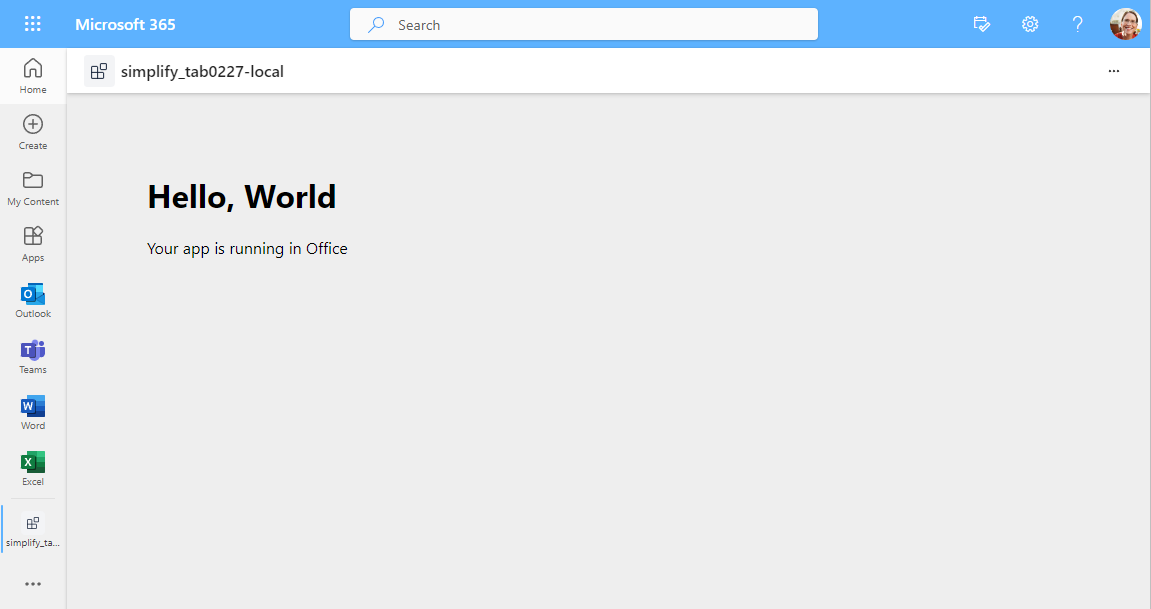 Microsoft 365
Search
Home
Create
My Content
Apps
Outlook
Teams
Word
Excel
simplify_ta...
simplify_tab0227-local
Hello, World
Your app is running in Office